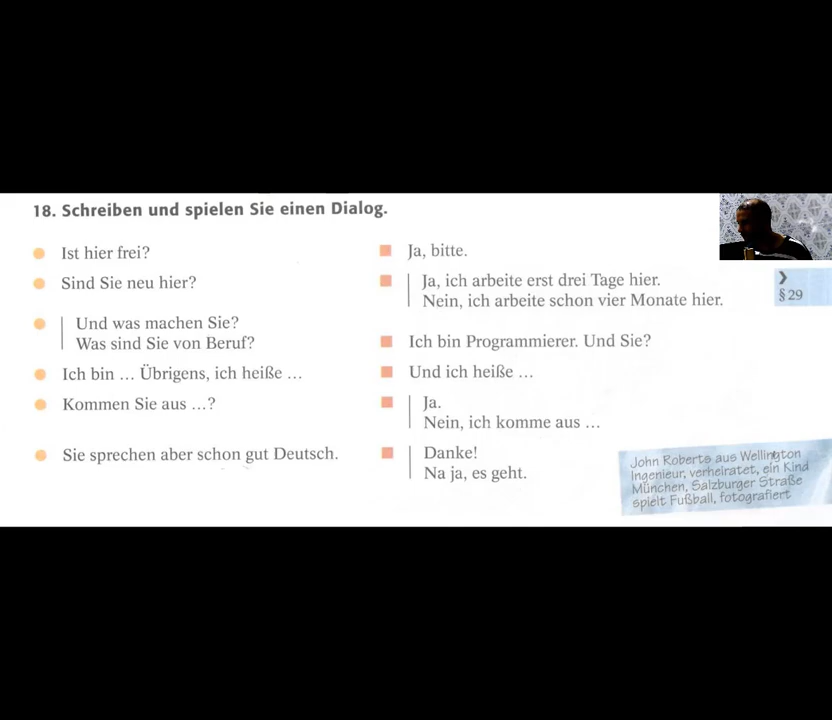 18. Schreiben und spielen Sie einen Dialog.
Ist hier frei?
Ja, bitte.
Sind Sie neu hier?
Ja, ich arbeite erst drei Tage hier.
Nein, ich arbeite schon vier Monate hier.
§ 29
Und was machen Sie?
Was sind Sie von Beruf?
Ich bin Programmierer. Und Sie?
Ich bin ... Übrigens, ich heiße ...
Und ich heiße ...
Kommen Sie aus ...?
Ja.
Nein, ich komme aus ...
Sie sprechen aber schon gut Deutsch.
Danke!
Na ja, es geht.
John Roberts aus Wellington
Ingenieur, verheiratet, ein Kind
München, Salzburger Straße
spielt Fußball, fotografiert